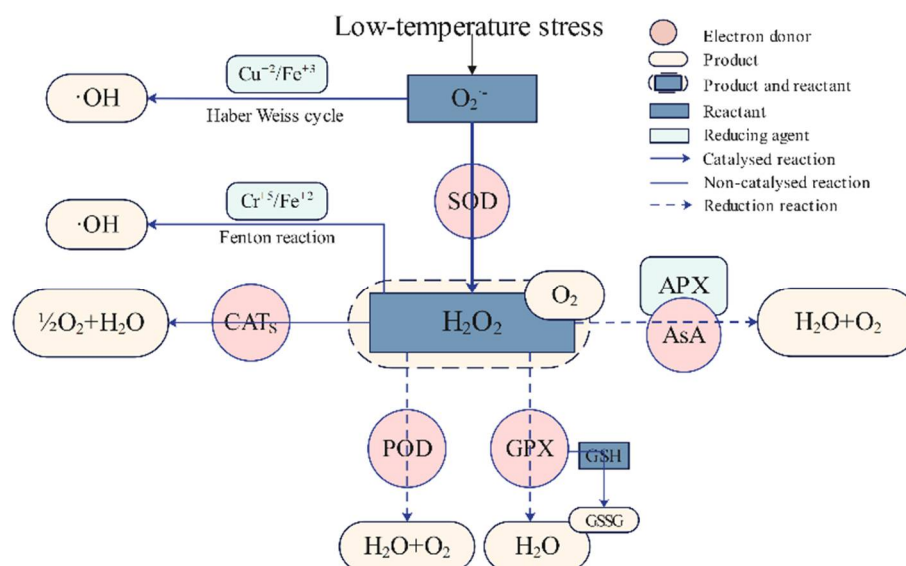 Low-temperature stress
Electron donor
Product
Product and reactant
Reactant
Reducing agent
Catalysed reaction
Non-catalysed reaction
Reduction reaction
·OH
Cu⁻²/Fe⁺³
Haber Weiss cycle
O₂·⁻
SOD
·OH
Cr⁺⁵/Fe⁺²
Fenton reaction
½O₂+H₂O
CATS
H₂O₂
O₂
APX
AsA
H₂O+O₂
POD
GPX
GSH
GSSG
H₂O+O₂
H₂O